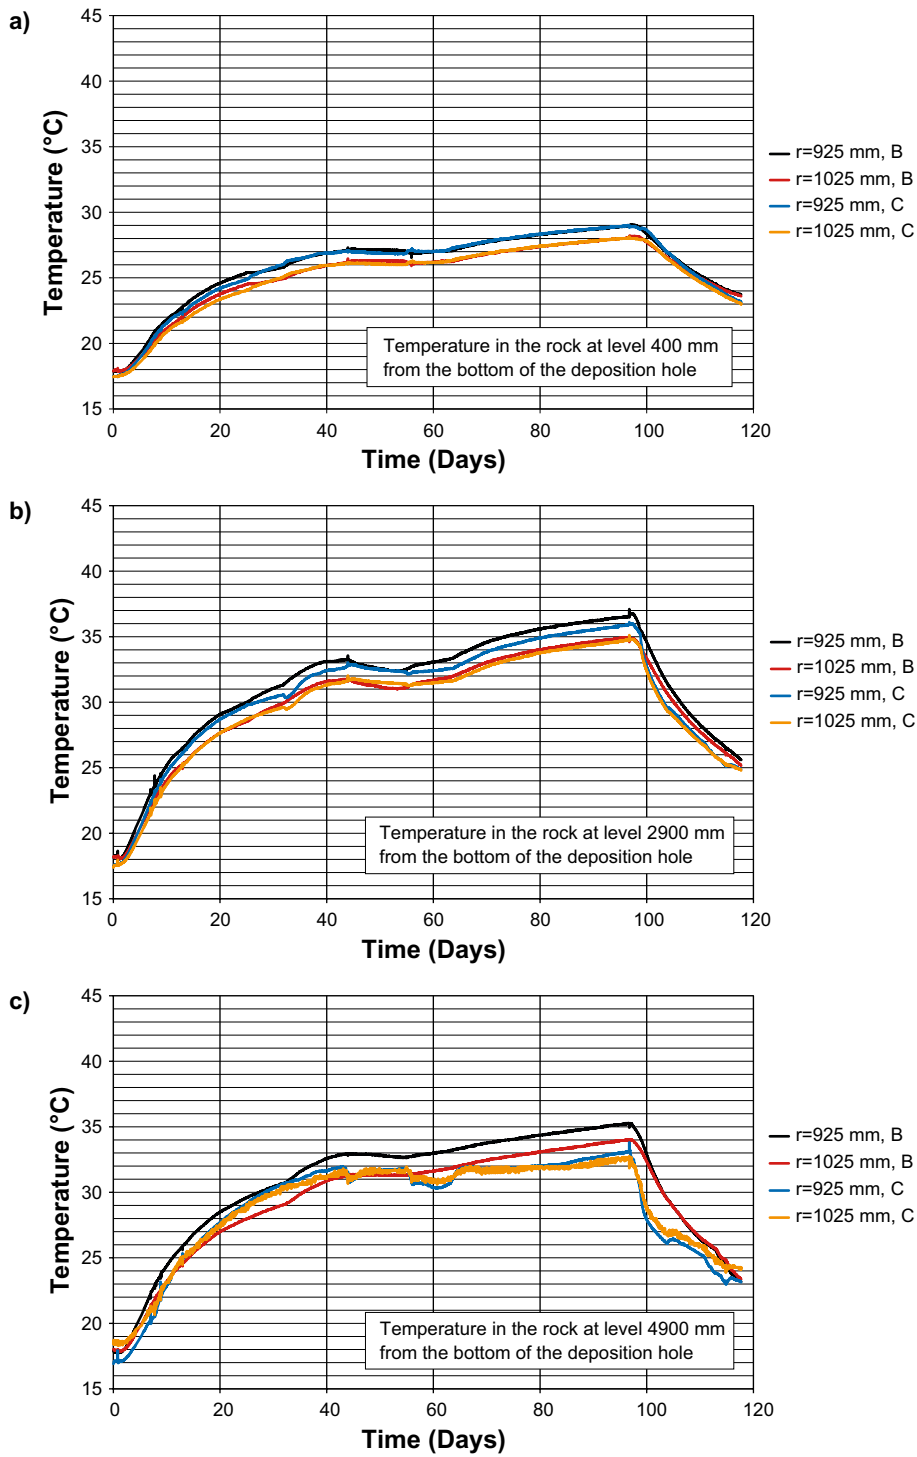 a)
45
40
35
30
25
20
15
Temperature (°C)
0 20 40 60 80 100 120
Time (Days)
r=925 mm, B
r=1025 mm, B
r=925 mm, C
r=1025 mm, C
Temperature in the rock at level 400 mm
from the bottom of the deposition hole
b)
45
40
35
30
25
20
15
Temperature (°C)
0 20 40 60 80 100 120
Time (Days)
r=925 mm, B
r=1025 mm, B
r=925 mm, C
r=1025 mm, C
Temperature in the rock at level 2900 mm
from the bottom of the deposition hole
c)
45
40
35
30
25
20
15
Temperature (°C)
0 20 40 60 80 100 120
Time (Days)
r=925 mm, B
r=1025 mm, B
r=925 mm, C
r=1025 mm, C
Temperature in the rock at level 4900 mm
from the bottom of the deposition hole